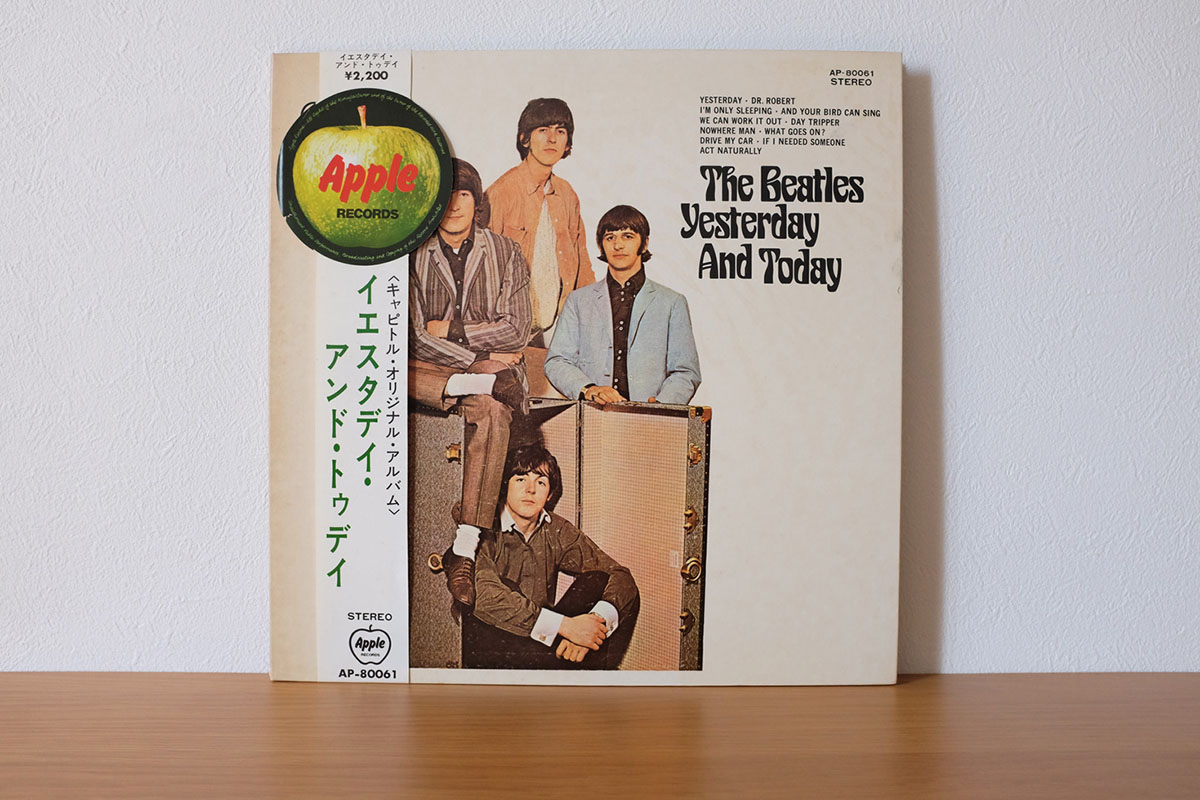 イエスタデイ・
アンド・トゥデイ
¥2,200
Apple
RECORDS
〈キャピトル・オリジナル・アルバム〉
イエスタデイ・
アンド・トゥデイ
STEREO
Apple
RECORDS
AP-80061
AP-80061
STEREO
YESTERDAY · DR. ROBERT
I'M ONLY SLEEPING · AND YOUR BIRD CAN SING
WE CAN WORK IT OUT · DAY TRIPPER
NOWHERE MAN · WHAT GOES ON?
DRIVE MY CAR · IF I NEEDED SOMEONE
ACT NATURALLY
The Beatles
Yesterday
And Today